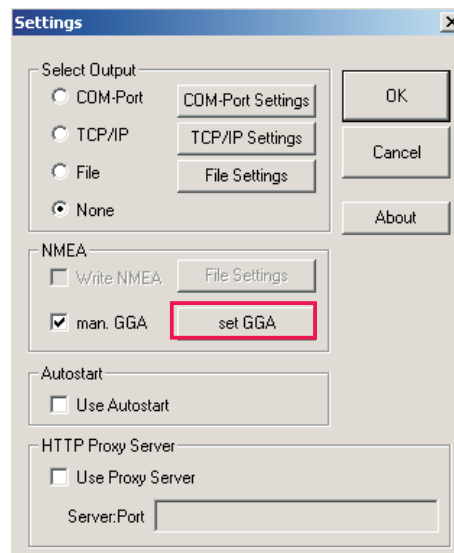 Settings
Select Output
COM-Port
COM-Port Settings
OK
TCP/IP
TCP/IP Settings
Cancel
File
File Settings
None
About
NMEA
Write NMEA
File Settings
man. GGA
set GGA
Autostart
Use Autostart
HTTP Proxy Server
Use Proxy Server
Server:Port